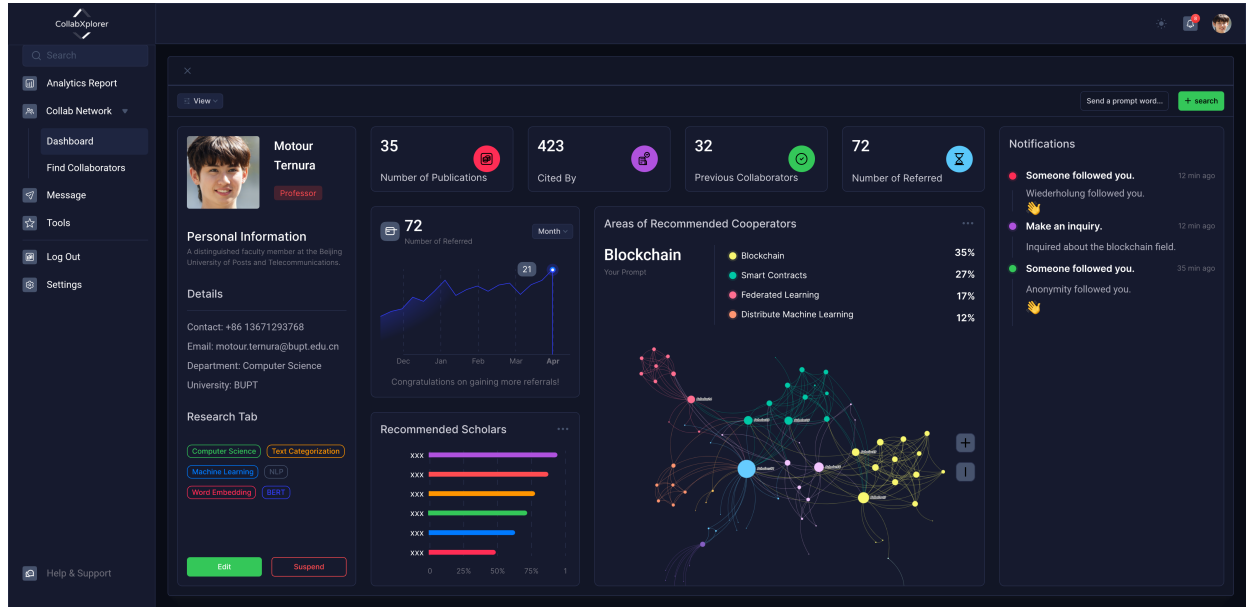 CollabXplorer
Search
Analytics Report
Collab Network
Dashboard
Find Collaborators
Message
Tools
Log Out
Settings
Help & Support
View
Send a prompt word...
+ search
Motour
Ternura
Professor
Personal Information
A distinguished faculty member at the Beijing
University of Posts and Telecommunications.
Details
Contact: +86 13671293768
Email: motour.ternura@bupt.edu.cn
Department: Computer Science
University: BUPT
Research Tab
Computer Science Text Categorization
Machine Learning NLP
Word Embedding BERT
Edit Suspend
35
Number of Publications
423
Cited By
32
Previous Collaborators
72
Number of Referred
72
Number of Referred
Month
21
Dec Jan Feb Mar Apr
Congratulations on gaining more referrals!
Recommended Scholars
xxx
xxx
xxx
xxx
xxx
xxx
0 25% 50% 75% 1
Areas of Recommended Cooperators
Blockchain
Your Prompt
Blockchain 35%
Smart Contracts 27%
Federated Learning 17%
Distribute Machine Learning 12%
Notifications
Someone followed you. 12 min ago
Wiederholung followed you.
Make an inquiry. 12 min ago
Inquired about the blockchain field.
Someone followed you. 35 min ago
Anonymity followed you.